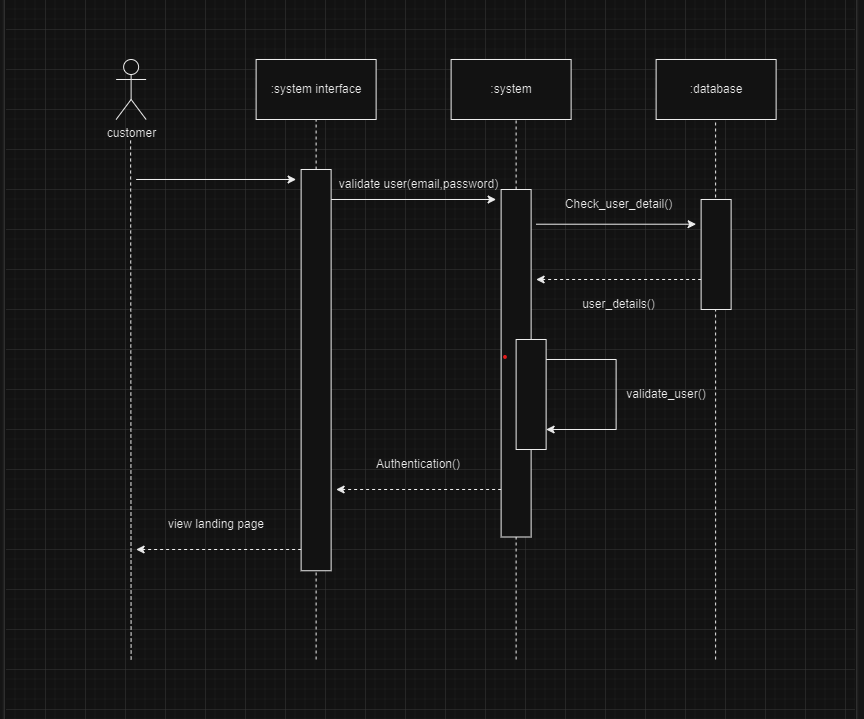 :system interface
:system
:database
customer
validate user(email,password)
Check_user_detail()
user_details()
validate_user()
Authentication()
view landing page